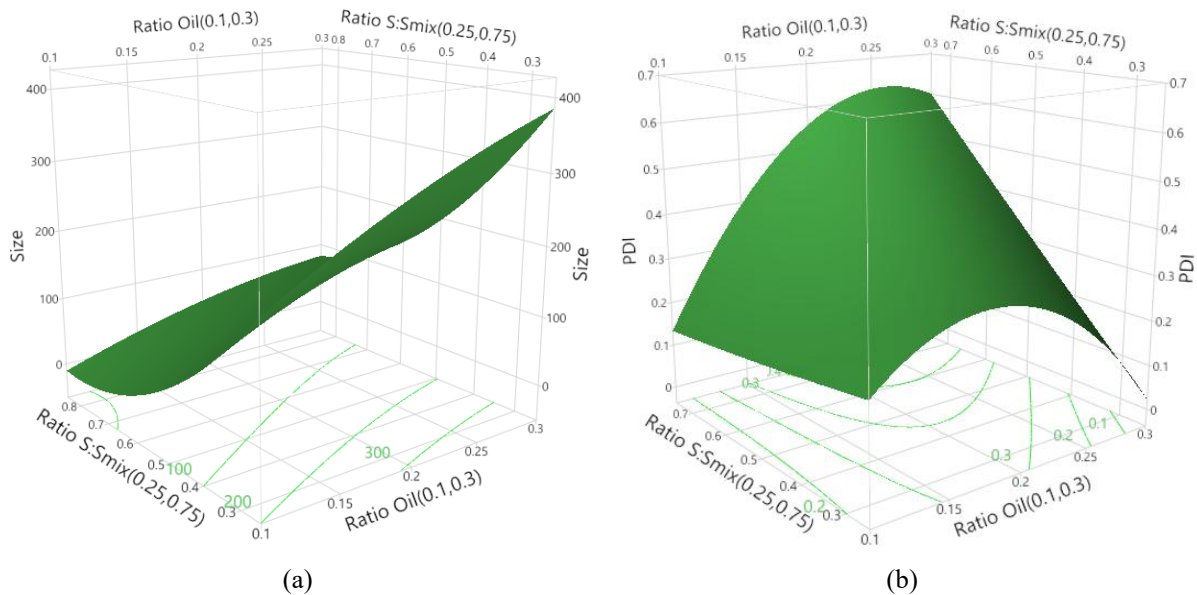 Ratio Oil(0.1,0.3)
Ratio S:Smix(0.25,0.75)
0.1 0.15 0.2 0.25 0.3 0.8 0.7 0.6 0.5 0.4 0.3
400 400
300 300
200 200
100 100
0 0
Size
Size
0.8 0.7 0.6 0.5 0.4 0.3 0.1
0.15 0.2 0.25 0.3
100
200
300
Ratio S:Smix(0.25,0.75)
Ratio Oil(0.1,0.3)
(a)
Ratio Oil(0.1,0.3)
Ratio S:Smix(0.25,0.75)
0.1 0.15 0.2 0.25 0.3 0.7 0.6 0.5 0.4 0.3
0.7 0.7
0.6 0.6
0.5 0.5
0.4 0.4
0.3 0.3
0.2 0.2
0.1 0.1
0 0
PDI
PDI
0.7 0.6 0.5 0.4 0.3 0.1
0.15 0.2 0.25 0.3
0.3
0.2
0.3
0.2
0.1
Ratio S:Smix(0.25,0.75)
Ratio Oil(0.1,0.3)
(b)